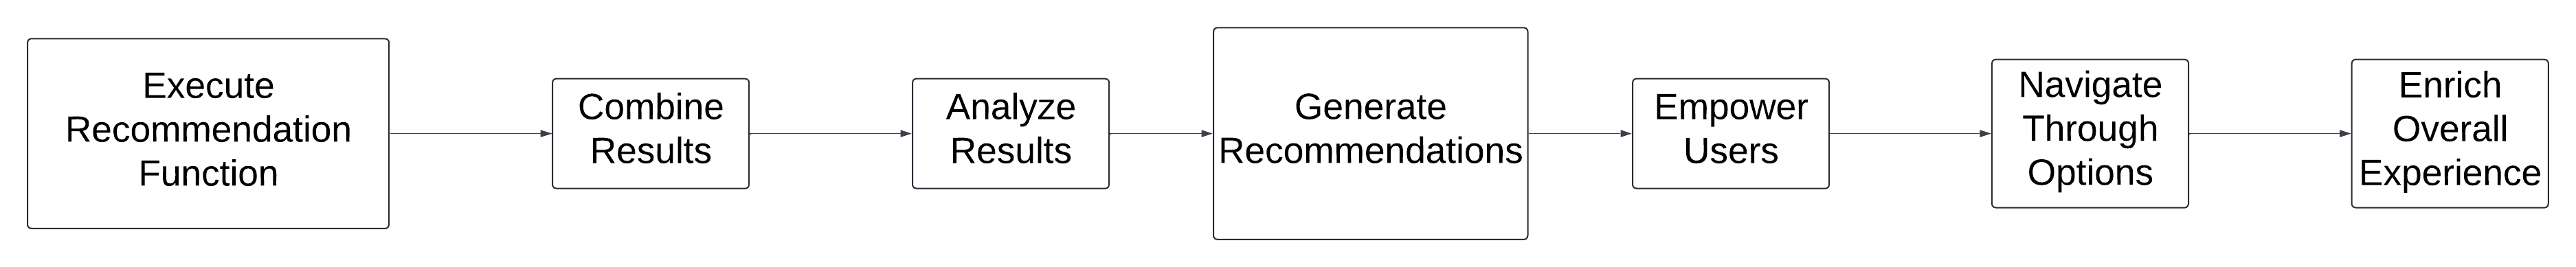 Execute
Recommendation
Function
Combine
Results
Analyze
Results
Generate
Recommendations
Empower
Users
Navigate
Through
Options
Enrich
Overall
Experience